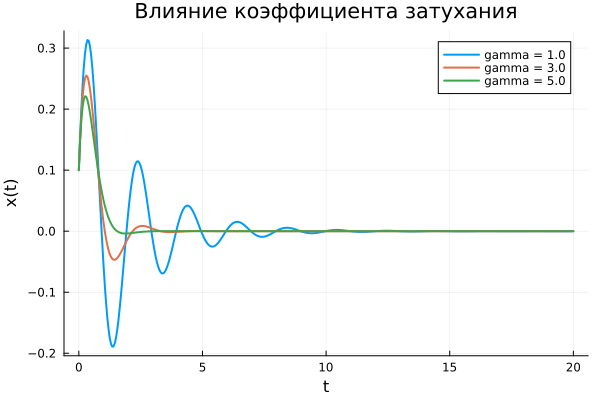 Влияние коэффициента затухания
gamma = 1.0
gamma = 3.0
gamma = 5.0
x(t)
0.3
0.2
0.1
0.0
−0.1
−0.2
0 5 10 15 20
t